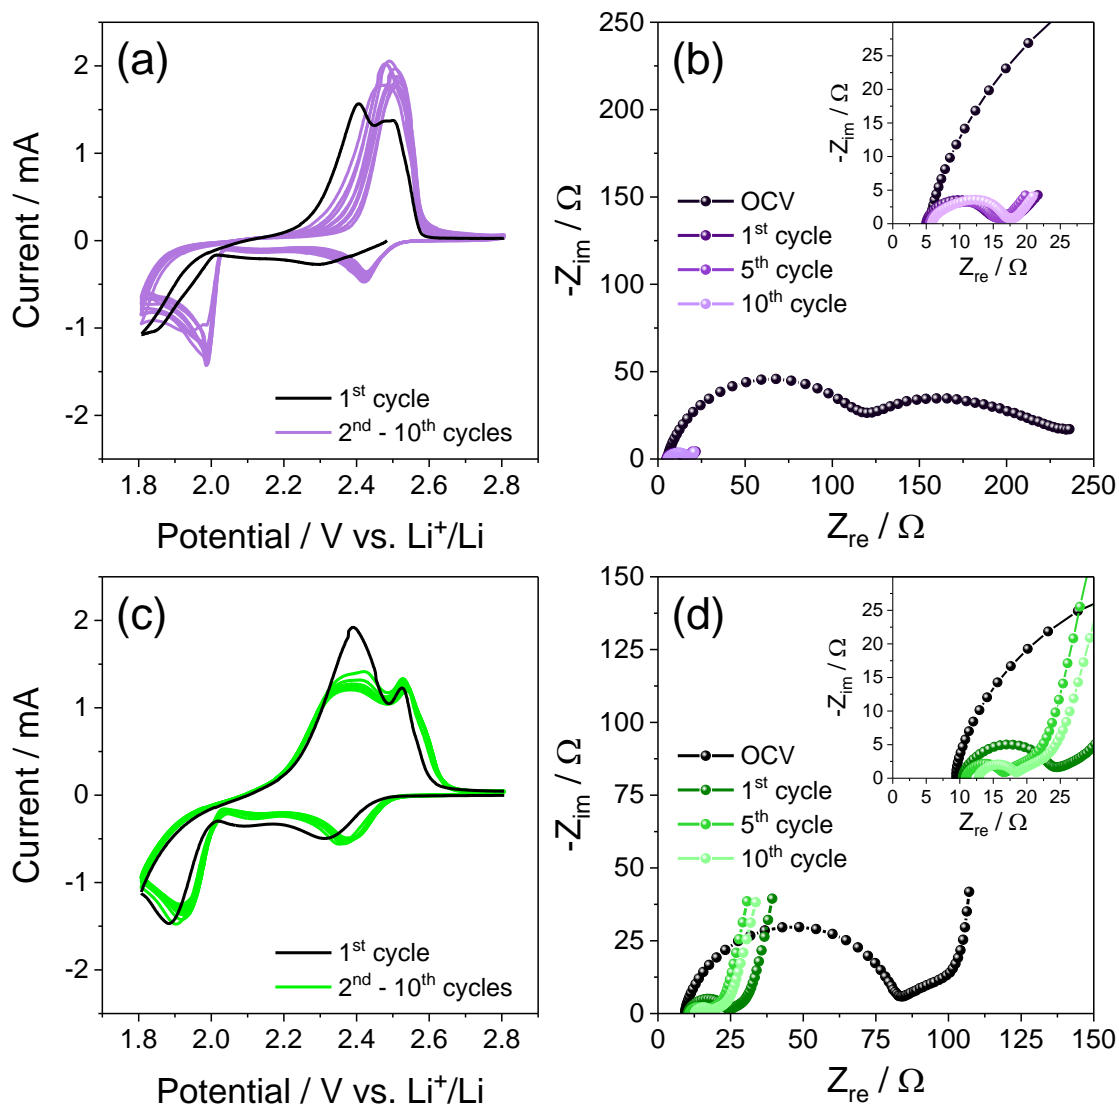 (a)
2
1
0
-1
-2
Current / mA
1st cycle
2nd - 10th cycles
1.8 2.0 2.2 2.4 2.6 2.8
Potential / V vs. Li+/Li
(b)
250
200
150
100
50
0
-Zim / Ω
OCV
1st cycle
5th cycle
10th cycle
0 50 100 150 200 250
Zre / Ω
25
20
15
10
5
0
-Zim / Ω
0 5 10 15 20 25
Zre / Ω
(c)
2
1
0
-1
-2
Current / mA
1st cycle
2nd - 10th cycles
1.8 2.0 2.2 2.4 2.6 2.8
Potential / V vs. Li+/Li
(d)
150
125
100
75
50
25
0
-Zim / Ω
OCV
1st cycle
5th cycle
10th cycle
0 25 50 75 100 125 150
Zre / Ω
25
20
15
10
5
0
-Zim / Ω
0 5 10 15 20 25
Zre / Ω